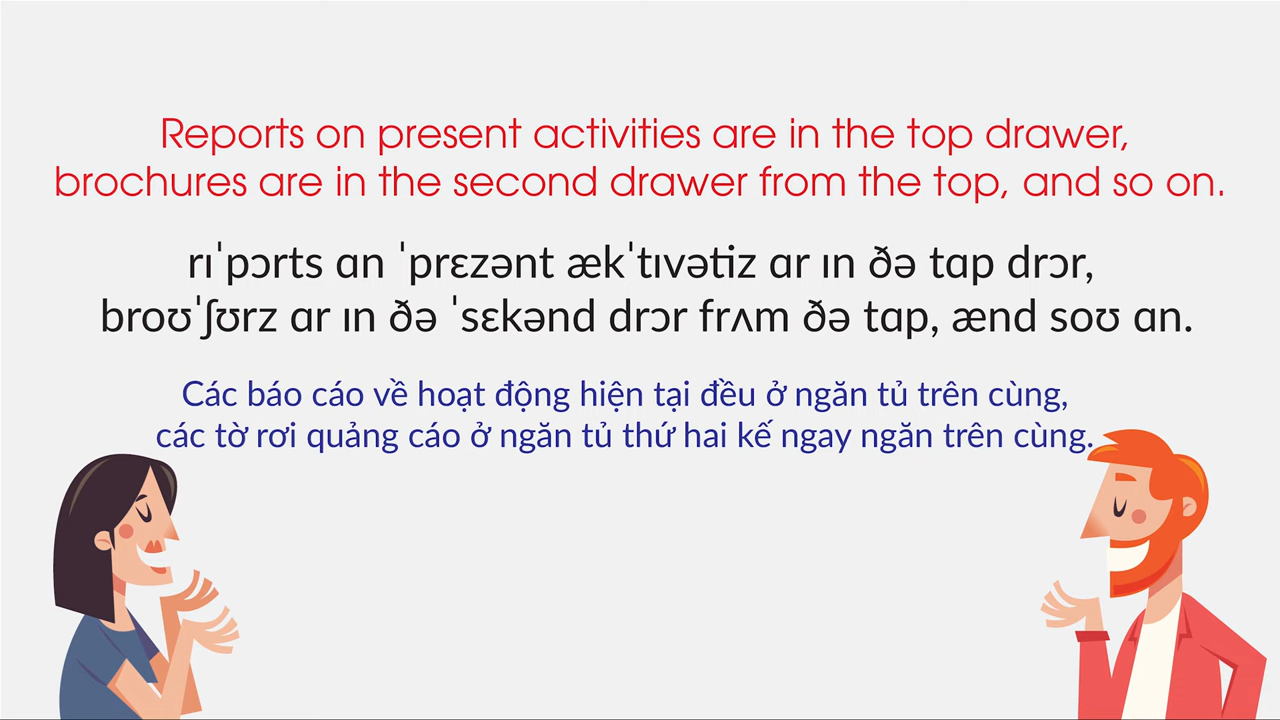 Reports on present activities are in the top drawer,
brochures are in the second drawer from the top, and so on.
rɪˈpɔrts ɑn ˈprɛzənt ækˈtɪvətiz ɑr ɪn ðə tɑp drɔr,
broʊˈʃʊrz ɑr ɪn ðə ˈsɛkənd drɔr frʌm ðə tɑp, ænd soʊ ɑn.
Các báo cáo về hoạt động hiện tại đều ở ngăn tủ trên cùng,
các tờ rơi quảng cáo ở ngăn tủ thứ hai kế ngay ngăn trên cùng.